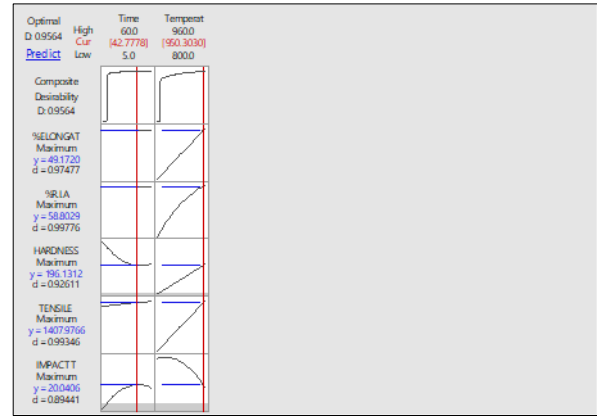 Optimal
D: 0.9564
Predict
High
Cur
Low
Time
60.0
[42.7778]
5.0
Temperat
960.0
[950.3030]
800.0
Composite
Desirability
D: 0.9564
%ELONGAT
Maximum
y = 49.1720
d = 0.97477
%R.I.A
Maximum
y = 58.8029
d = 0.99776
HARDNESS
Maximum
y = 196.1312
d = 0.92611
TENSILE
Maximum
y = 1407.9766
d = 0.99346
IMPACT T
Maximum
y = 20.0406
d = 0.89441